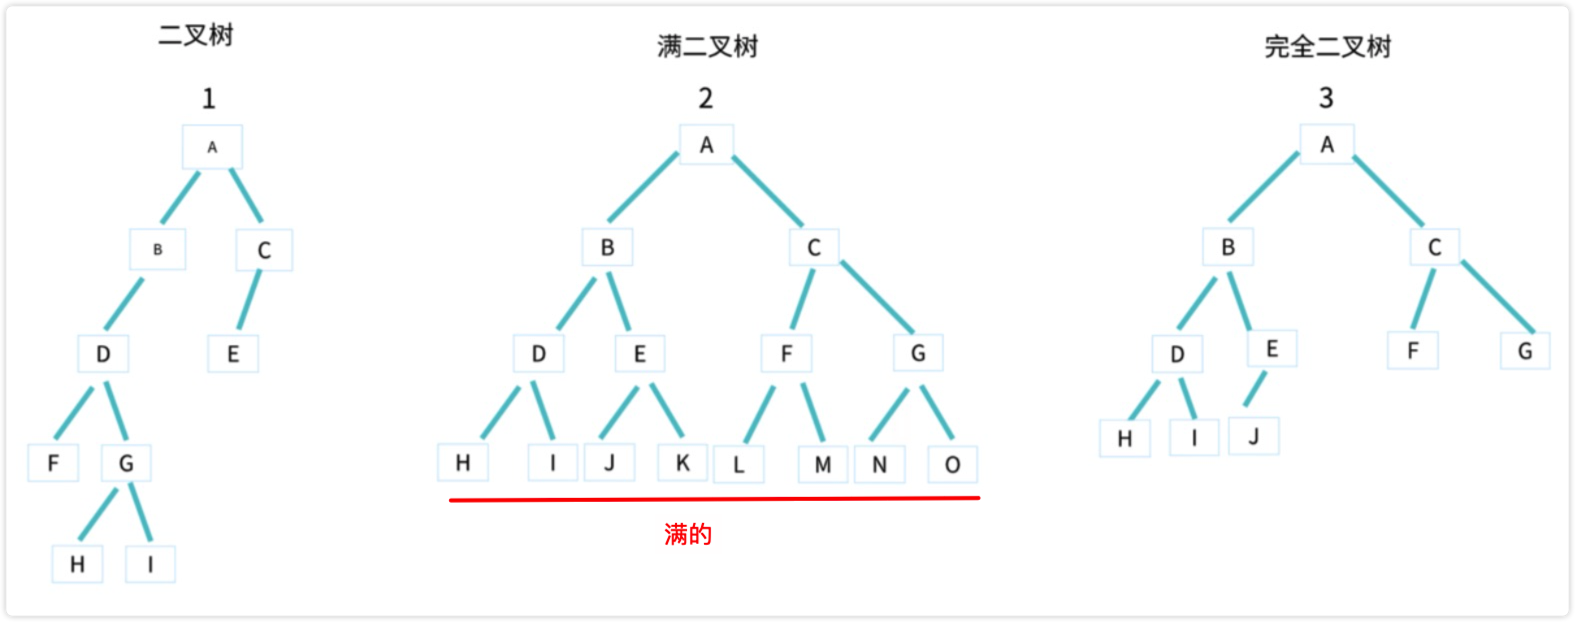 二叉树
1
A
B C
D E
F G
H I
满二叉树
2
A
B C
D E F G
H I J K L M N O
满的
完全二叉树
3
A
B C
D E F G
H I J